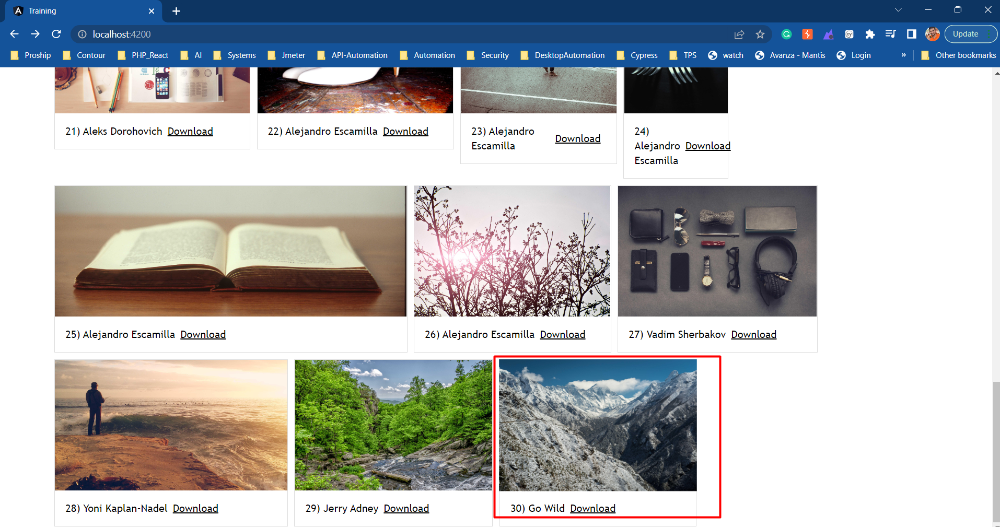 Training
localhost:4200
Update
Proship Contour PHP_React AI Systems Jmeter API-Automation Automation Security DesktopAutomation Cypress TPS watch Avanza - Mantis Login » Other bookmarks
21) Aleks Dorohovich Download
22) Alejandro Escamilla Download
23) Alejandro
Escamilla
Download
24)
Alejandro Download
Escamilla
25) Alejandro Escamilla Download
26) Alejandro Escamilla Download
27) Vadim Sherbakov Download
28) Yoni Kaplan-Nadel Download
29) Jerry Adney Download
30) Go Wild Download